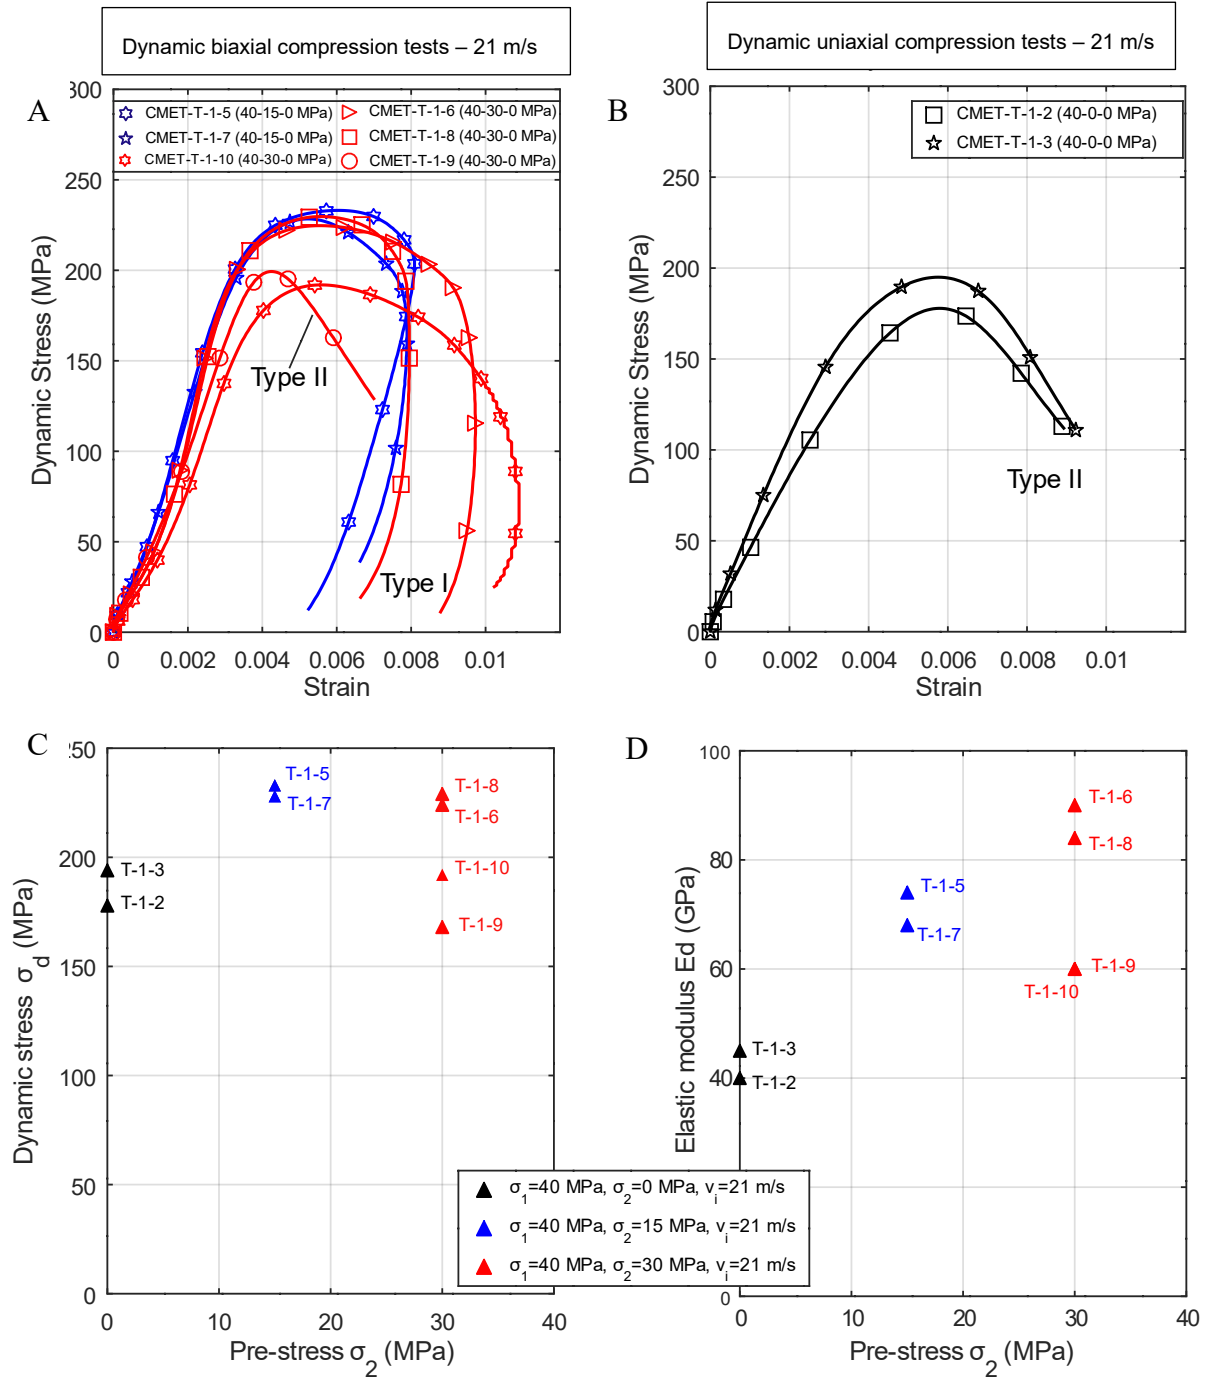 Dynamic biaxial compression tests – 21 m/s
Dynamic uniaxial compression tests – 21 m/s
A
300
250
200
150
100
50
0
Dynamic Stress (MPa)
CMET-T-1-5 (40-15-0 MPa)
CMET-T-1-7 (40-15-0 MPa)
CMET-T-1-10 (40-30-0 MPa)
CMET-T-1-6 (40-30-0 MPa)
CMET-T-1-8 (40-30-0 MPa)
CMET-T-1-9 (40-30-0 MPa)
Type II
Type I
0 0.002 0.004 0.006 0.008 0.01
Strain
B
300
250
200
150
100
50
0
Dynamic Stress (MPa)
CMET-T-1-2 (40-0-0 MPa)
CMET-T-1-3 (40-0-0 MPa)
Type II
0 0.002 0.004 0.006 0.008 0.01
Strain
C
250
200
150
100
50
0
Dynamic stress σd (MPa)
T-1-5
T-1-7
T-1-8
T-1-6
T-1-3
T-1-10
T-1-2
T-1-9
0 10 20 30 40
Pre-stress σ2 (MPa)
D
100
80
60
40
0
Elastic modulus Ed (GPa)
T-1-6
T-1-8
T-1-5
T-1-7
T-1-9
T-1-10
T-1-3
T-1-2
0 10 20 30 40
Pre-stress σ2 (MPa)
σ1=40 MPa, σ2=0 MPa, vi=21 m/s
σ1=40 MPa, σ2=15 MPa, vi=21 m/s
σ1=40 MPa, σ2=30 MPa, vi=21 m/s